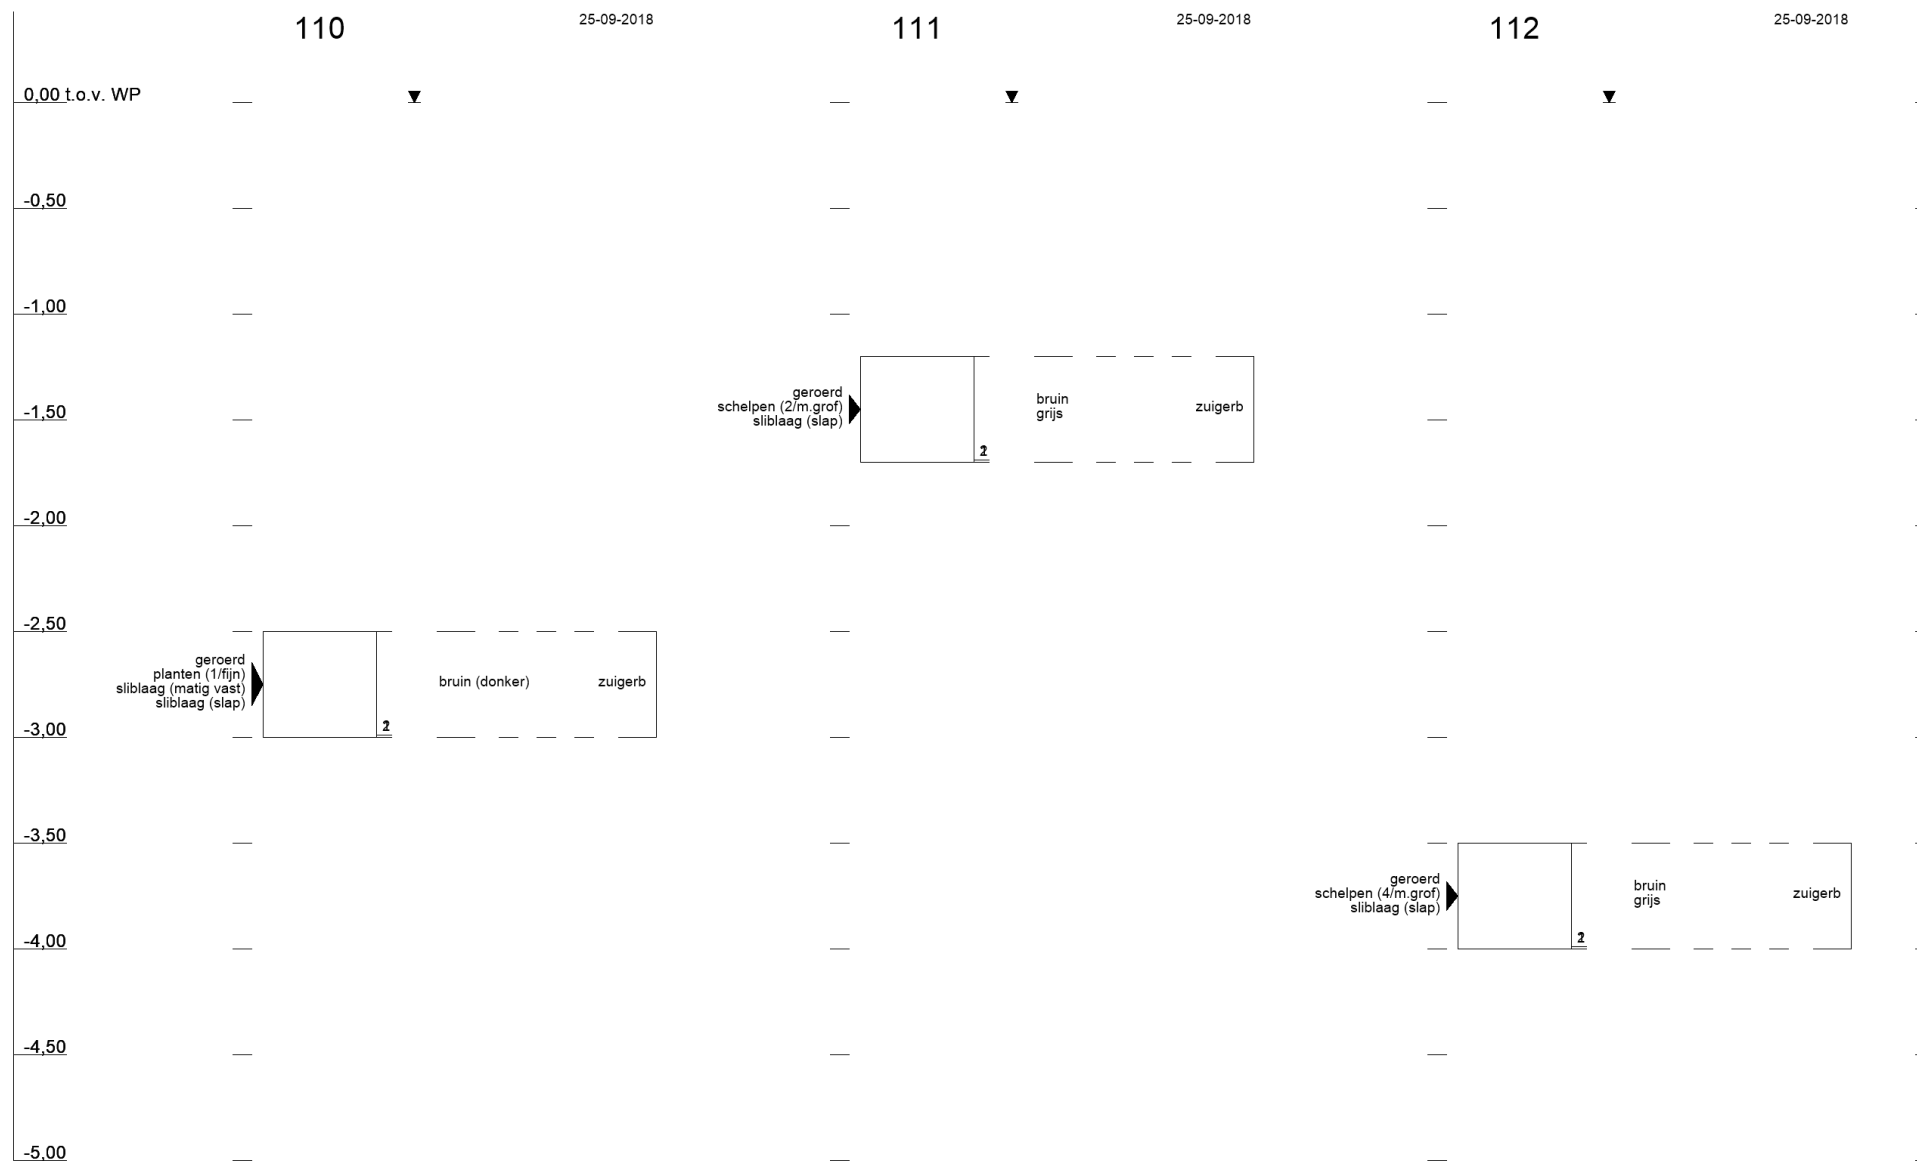 110
25-09-2018
111
25-09-2018
112
25-09-2018
0,00 t.o.v. WP
-0,50
-1,00
geroerd
schelpen (2/m.grof)
sliblaag (slap)
bruin
grijs
zuigerb
-1,50
-2,00
-2,50
geroerd
planten (1/fijn)
sliblaag (matig vast)
sliblaag (slap)
bruin (donker)
zuigerb
-3,00
-3,50
geroerd
schelpen (4/m.grof)
sliblaag (slap)
bruin
grijs
zuigerb
-4,00
-4,50
-5,00